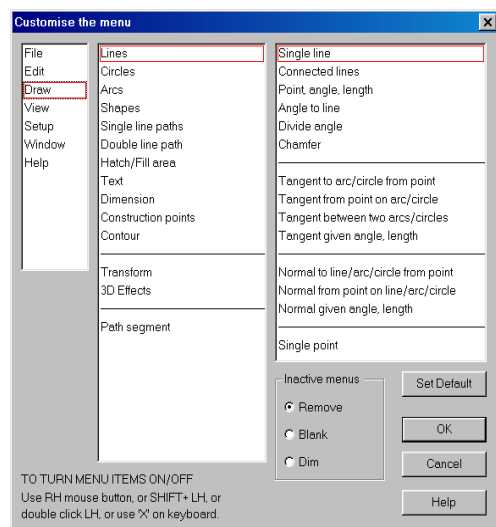 Customise the menu
File
Edit
Draw
View
Setup
Window
Help
Lines
Circles
Arcs
Shapes
Single line paths
Double line path
Hatch/Fill area
Text
Dimension
Construction points
Contour
Transform
3D Effects
Path segment
Single line
Connected lines
Point, angle, length
Angle to line
Divide angle
Chamfer
Tangent to arc/circle from point
Tangent from point on arc/circle
Tangent between two arcs/circles
Tangent given angle, length
Normal to line/arc/circle from point
Normal from point on line/arc/circle
Normal given angle, length
Single point
Inactive menus
Remove
Blank
Dim
Set Default
OK
Cancel
Help
TO TURN MENU ITEMS ON/OFF
Use RH mouse button, or SHIFT+ LH, or
double click LH, or use 'X' on keyboard.